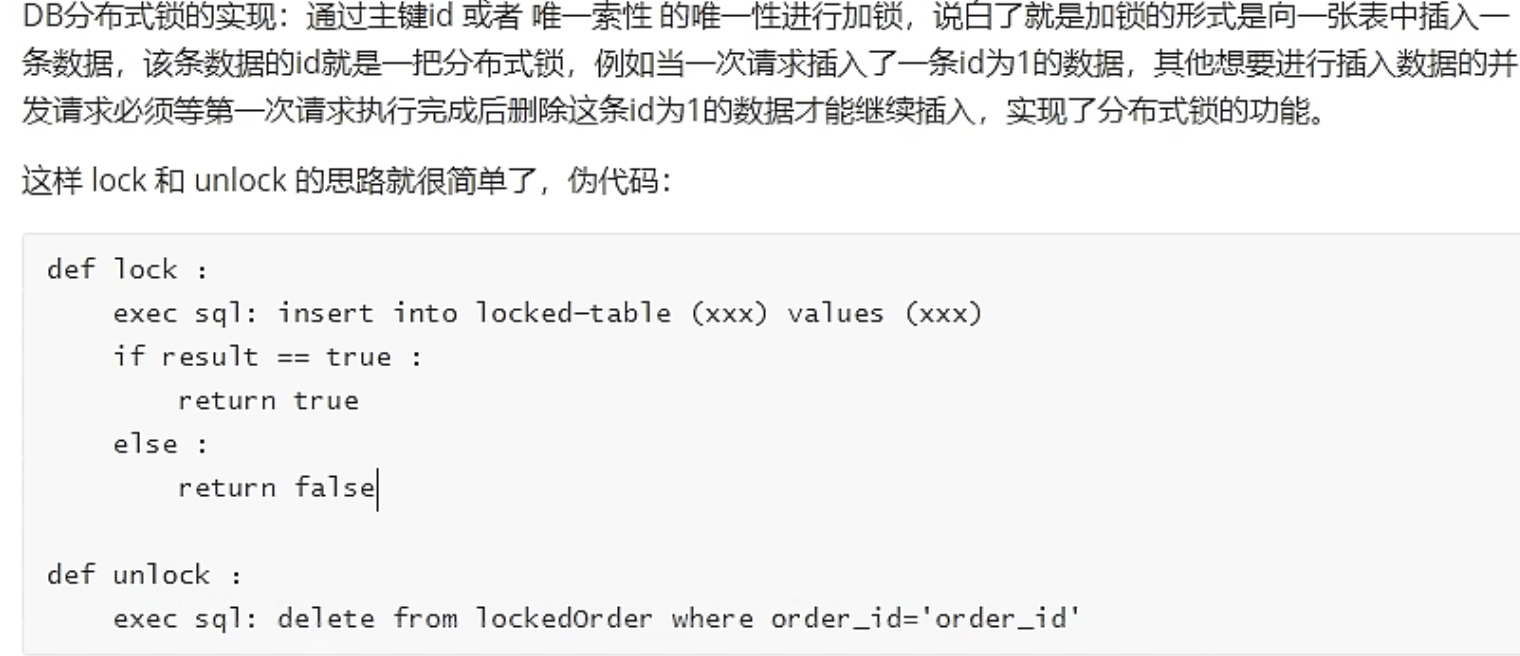 DB分布式锁的实现：通过主键id 或者 唯一索性 的唯一性进行加锁，说白了就是加锁的形式是向一张表中插入一
条数据，该条数据的id就是一把分布式锁，例如当一次请求插入了一条id为1的数据，其他想要进行插入数据的并
发请求必须等第一次请求执行完成后删除这条id为1的数据才能继续插入，实现了分布式锁的功能。
这样 lock 和 unlock 的思路就很简单了，伪代码：
def lock :
    exec sql: insert into locked—table (xxx) values (xxx)
    if result == true :
        return true
    else :
        return false
def unlock :
    exec sql: delete from lockedOrder where order_id='order_id'